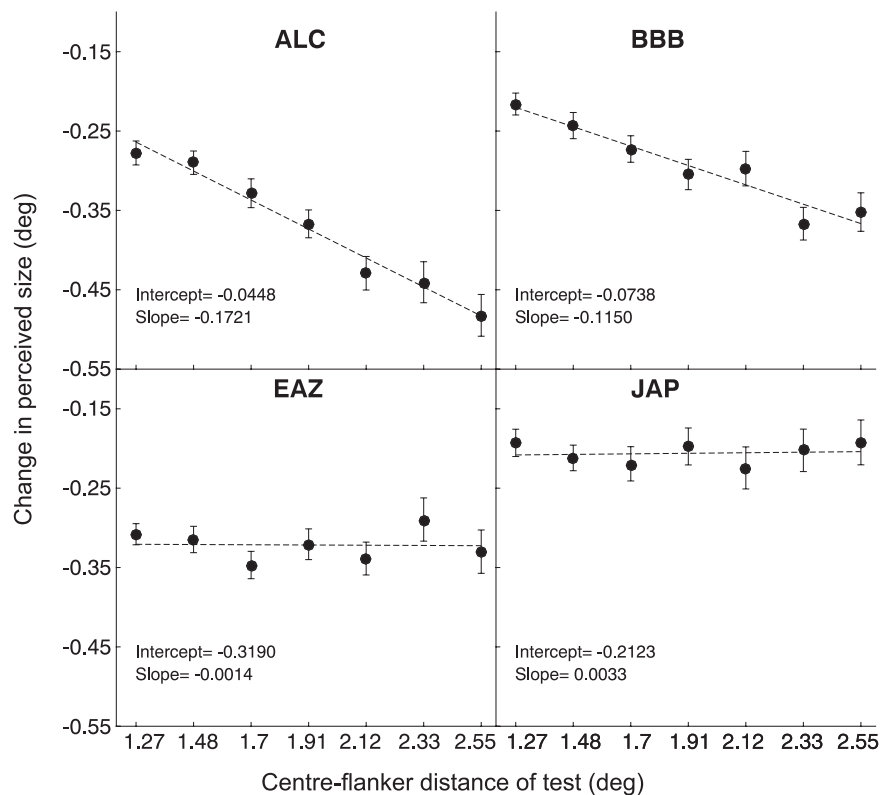 ALC
BBB
-0.15
-0.25
-0.35
-0.45
-0.55
Intercept= -0.0448
Slope= -0.1721
Intercept= -0.0738
Slope= -0.1150
EAZ
JAP
-0.15
-0.25
-0.35
-0.45
-0.55
Intercept= -0.3190
Slope= -0.0014
Intercept= -0.2123
Slope= 0.0033
1.27 1.48 1.7 1.91 2.12 2.33 2.55
1.27 1.48 1.7 1.91 2.12 2.33 2.55
Change in perceived size (deg)
Centre-flanker distance of test (deg)